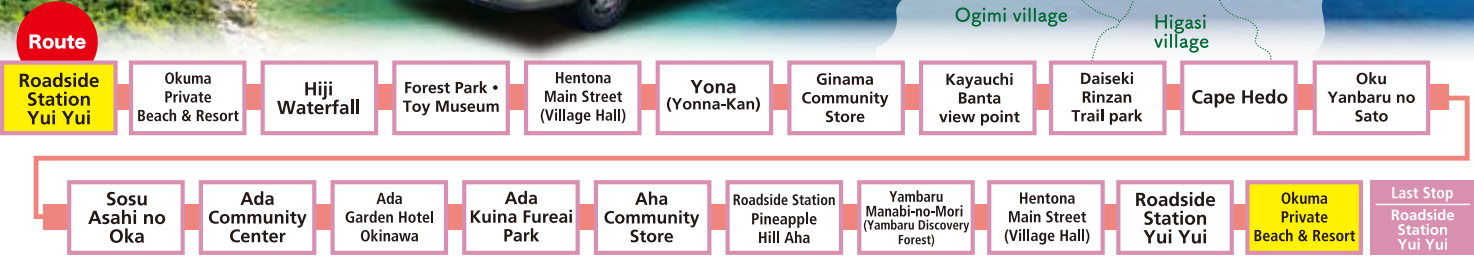 Ogimi village
Higasi
village
Route
Roadside
Station
Yui Yui
Okuma
Private
Beach & Resort
Hiji
Waterfall
Forest Park •
Toy Museum
Hentona
Main Street
(Village Hall)
Yona
(Yonna-Kan)
Ginama
Community
Store
Kayauchi
Banta
view point
Daiseki
Rinzan
Trail park
Cape Hedo
Oku
Yanbaru no
Sato
Sosu
Asahi no
Oka
Ada
Community
Center
Ada
Garden Hotel
Okinawa
Ada
Kuina Fureai
Park
Aha
Community
Store
Roadside Station
Pineapple
Hill Aha
Yambaru
Manabi-no-Mori
(Yambaru Discovery
Forest)
Hentona
Main Street
(Village Hall)
Roadside
Station
Yui Yui
Okuma
Private
Beach & Resort
Last Stop
Roadside
Station
Yui Yui